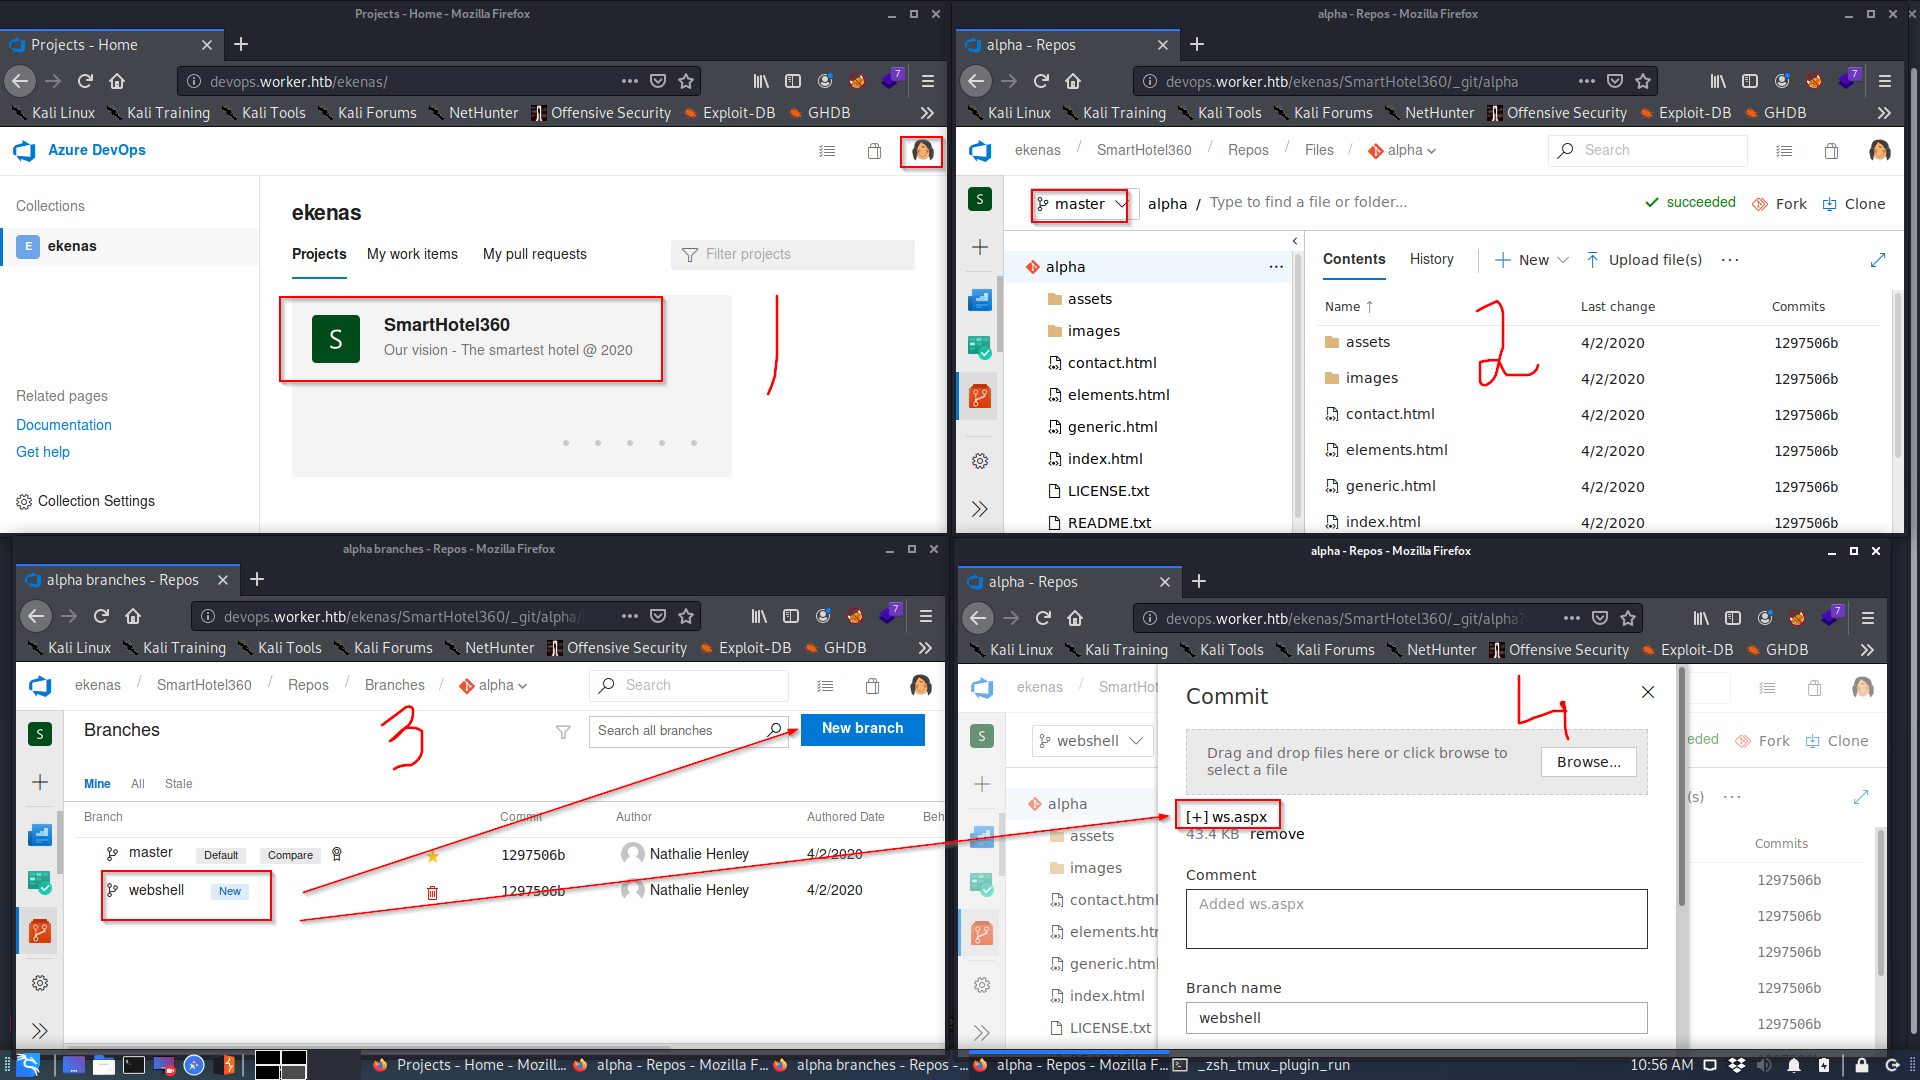 Projects - Home - Mozilla Firefox
Projects - Home
devops.worker.htb/ekenas/
7
Kali Linux Kali Training Kali Tools Kali Forums NetHunter Offensive Security Exploit-DB GHDB
Azure DevOps
Collections
E ekenas
Related pages
Documentation
Get help
Collection Settings
ekenas
Projects My work items My pull requests
Filter projects
S
SmartHotel360
Our vision - The smartest hotel @ 2020
1
alpha - Repos - Mozilla Firefox
alpha - Repos
devops.worker.htb/ekenas/SmartHotel360/_git/alpha
7
Kali Linux Kali Training Kali Tools Kali Forums NetHunter Offensive Security Exploit-DB GHDB
ekenas / SmartHotel360 / Repos / Files / alpha
Search
S
master alpha / Type to find a file or folder...
succeeded Fork Clone
alpha
assets
images
contact.html
elements.html
generic.html
index.html
LICENSE.txt
README.txt
Contents History New Upload file(s)
Name ↑ Last change Commits
assets 4/2/2020 1297506b
images 4/2/2020 1297506b
contact.html 4/2/2020 1297506b
elements.html 4/2/2020 1297506b
generic.html 4/2/2020 1297506b
index.html 4/2/2020 1297506b
2
alpha branches - Repos - Mozilla Firefox
alpha branches - Repos
devops.worker.htb/ekenas/SmartHotel360/_git/alpha/
7
Kali Linux Kali Training Kali Tools Kali Forums NetHunter Offensive Security Exploit-DB GHDB
ekenas / SmartHotel360 / Repos / Branches / alpha
Search
S
Branches
3
Search all branches
New branch
Mine All Stale
Branch Commit Author Authored Date Beh
master Default Compare 1297506b Nathalie Henley 4/2/2020
webshell New 1297506b Nathalie Henley 4/2/2020
alpha - Repos - Mozilla Firefox
alpha - Repos
devops.worker.htb/ekenas/SmartHotel360/_git/alpha?
7
Kali Linux Kali Training Kali Tools Kali Forums NetHunter Offensive Security Exploit-DB GHDB
ekenas / SmartHot
S
webshell
eded Fork Clone
alpha
assets
images
contact.html
elements.htm
generic.html
index.html
LICENSE.txt
(s)
Commits
1297506b
1297506b
1297506b
1297506b
1297506b
Commit
4
Drag and drop files here or click browse to
select a file
Browse...
[+] ws.aspx
43.4 KB remove
Comment
Added ws.aspx
Branch name
webshell
Projects - Home - Mozill... alpha - Repos - Mozilla F... alpha branches - Repos -... alpha - Repos - Mozilla F... _zsh_tmux_plugin_run
10:56 AM